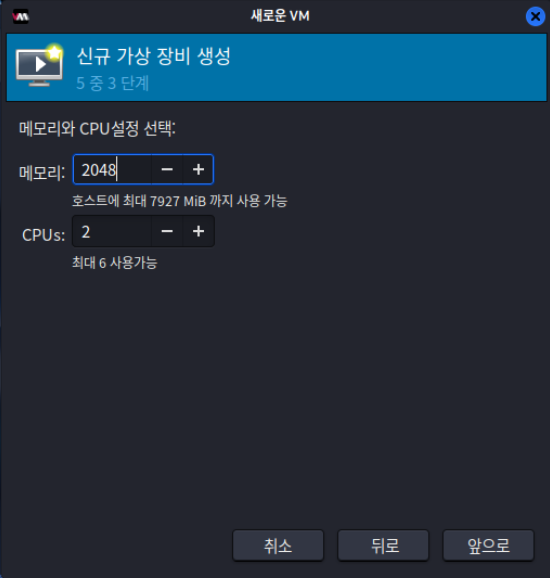 새로운 VM
신규 가상 장비 생성
5 중 3 단계
메모리와 CPU설정 선택:
메모리: 2048 − +
호스트에 최대 7927 MiB 까지 사용 가능
CPUs: 2 − +
최대 6 사용가능
취소 뒤로 앞으로